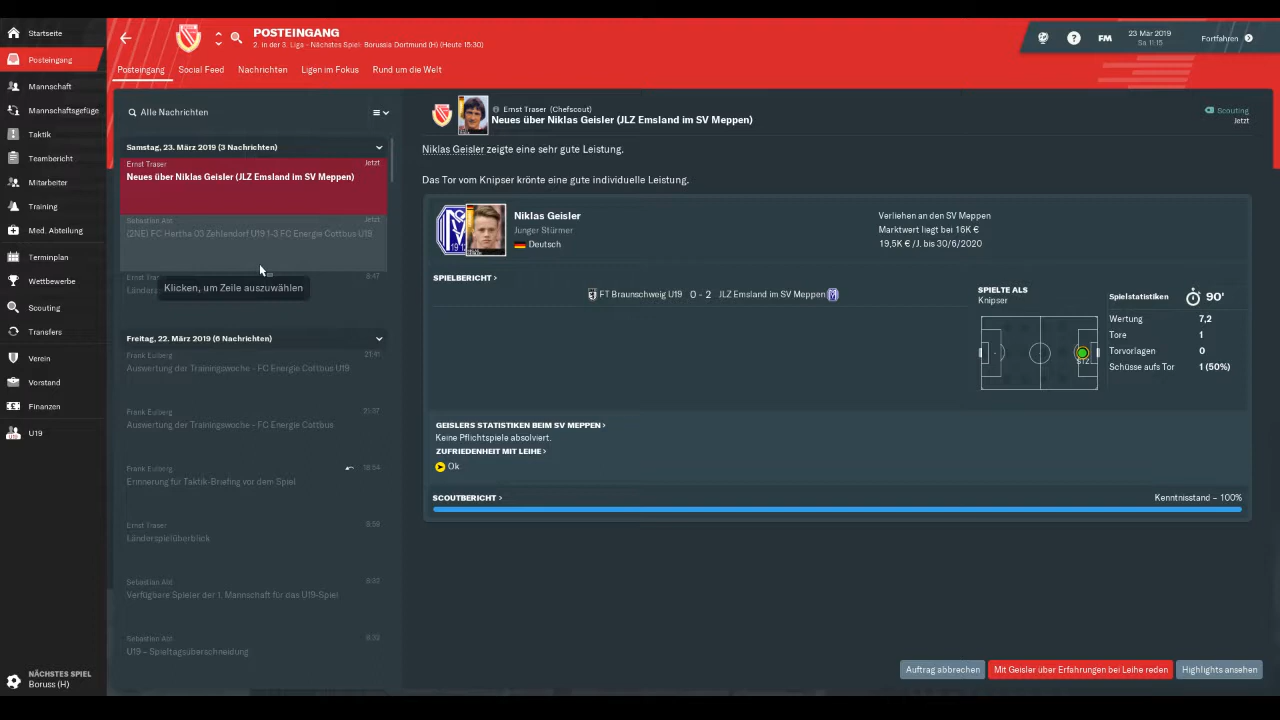 Startseite
Posteingang
Mannschaft
Mannschaftsgefüge
Taktik
Teambericht
Mitarbeiter
Training
Med. Abteilung
Terminplan
Wettbewerbe
Scouting
Transfers
Verein
Vorstand
Finanzen
U19
NÄCHSTES SPIEL
Boruss (H)
POSTEINGANG
2. in der 3. Liga - Nächstes Spiel: Borussia Dortmund (H) (Heute 15:30)
FM
23 Mär 2019
Sa 11:15
Fortfahren
Posteingang
Social Feed
Nachrichten
Ligen im Fokus
Rund um die Welt
Alle Nachrichten
Samstag, 23. März 2019 (3 Nachrichten)
Ernst Traser
Jetzt
Neues über Niklas Geisler (JLZ Emsland im SV Meppen)
Sebastian Abt
Jetzt
(2NE) FC Hertha 03 Zehlendorf U19 1-3 FC Energie Cottbus U19
Ernst
8:47
Klicken, um Zeile auszuwählen
Freitag, 22. März 2019 (6 Nachrichten)
Frank Eulberg
21:41
Auswertung der Trainingswoche - FC Energie Cottbus U19
Frank Eulberg
21:37
Auswertung der Trainingswoche - FC Energie Cottbus
Frank Eulberg
18:54
Erinnerung für Taktik-Briefing vor dem Spiel
Ernst Traser
8:59
Länderspielüberblick
Sebastian Abt
8:32
Verfügbare Spieler der 1. Mannschaft für das U19-Spiel
Sebastian Abt
8:32
U19 – Spieltagsüberschneidung
Ernst Traser (Chefscout)
Neues über Niklas Geisler (JLZ Emsland im SV Meppen)
Scouting
Jetzt
Niklas Geisler zeigte eine sehr gute Leistung.
Das Tor vom Knipser krönte eine gute individuelle Leistung.
Niklas Geisler
Junger Stürmer
Deutsch
Verliehen an den SV Meppen
Marktwert liegt bei 16K €
19,5K € /J. bis 30/6/2020
SPIELBERICHT >
FT Braunschweig U19 0 - 2 JLZ Emsland im SV Meppen
SPIELTE ALS
Knipser
STZ
Spielstatistiken
90'
Wertung 7,2
Tore 1
Torvorlagen 0
Schüsse aufs Tor 1 (50%)
GEISLERS STATISTIKEN BEIM SV MEPPEN >
Keine Pflichtspiele absolviert.
ZUFRIEDENHEIT MIT LEIHE >
Ok
SCOUTBERICHT >
Kenntnisstand – 100%
Auftrag abbrechen
Mit Geisler über Erfahrungen bei Leihe reden
Highlights ansehen